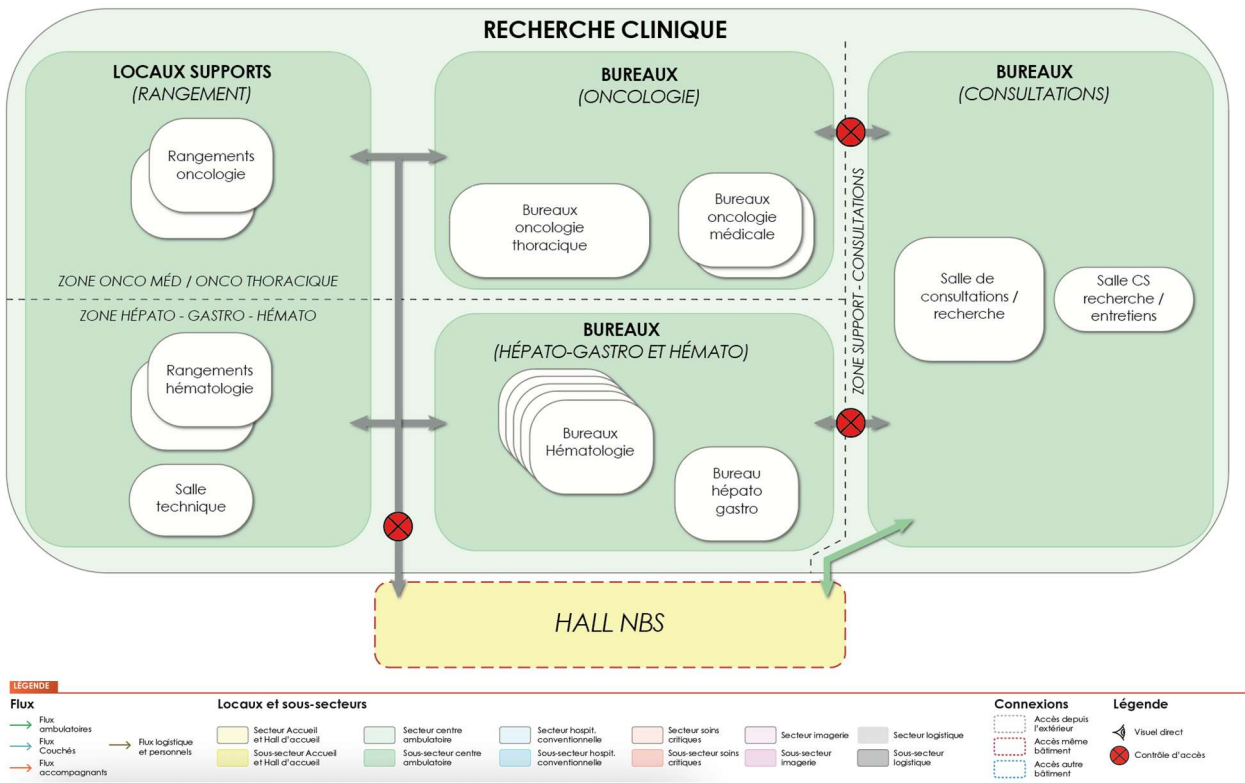 RECHERCHE CLINIQUE
LOCAUX SUPPORTS
(RANGEMENT)
Rangements
oncologie
ZONE ONCO MÉD / ONCO THORACIQUE
ZONE HÉPATO - GASTRO - HÉMATO
Rangements
hématologie
Salle
technique
BUREAUX
(ONCOLOGIE)
Bureaux
oncologie
thoracique
Bureaux
oncologie
médicale
BUREAUX
(HÉPATO-GASTRO ET HÉMATO)
Bureaux
Hématologie
Bureau
hépato
gastro
ZONE SUPPORT - CONSULTATIONS
BUREAUX
(CONSULTATIONS)
Salle de
consultations /
recherche
Salle CS
recherche /
entretiens
HALL NBS
LÉGENDE
Flux
Flux
ambulatoires
Flux
Couchés
Flux
accompagnants
Flux logistique
et personnels
Locaux et sous-secteurs
Secteur Accueil
et Hall d'accueil
Sous-secteur Accueil
et Hall d'accueil
Secteur centre
ambulatoire
Sous-secteur centre
ambulatoire
Secteur hospit.
conventionnelle
Sous-secteur hospit.
conventionnelle
Secteur soins
critiques
Sous-secteur soins
critiques
Secteur imagerie
Sous-secteur
imagerie
Secteur logistique
Sous-secteur
logistique
Connexions
Accès depuis
l'extérieur
Accès même
bâtiment
Accès autre
bâtiment
Légende
Visuel direct
Contrôle d'accès